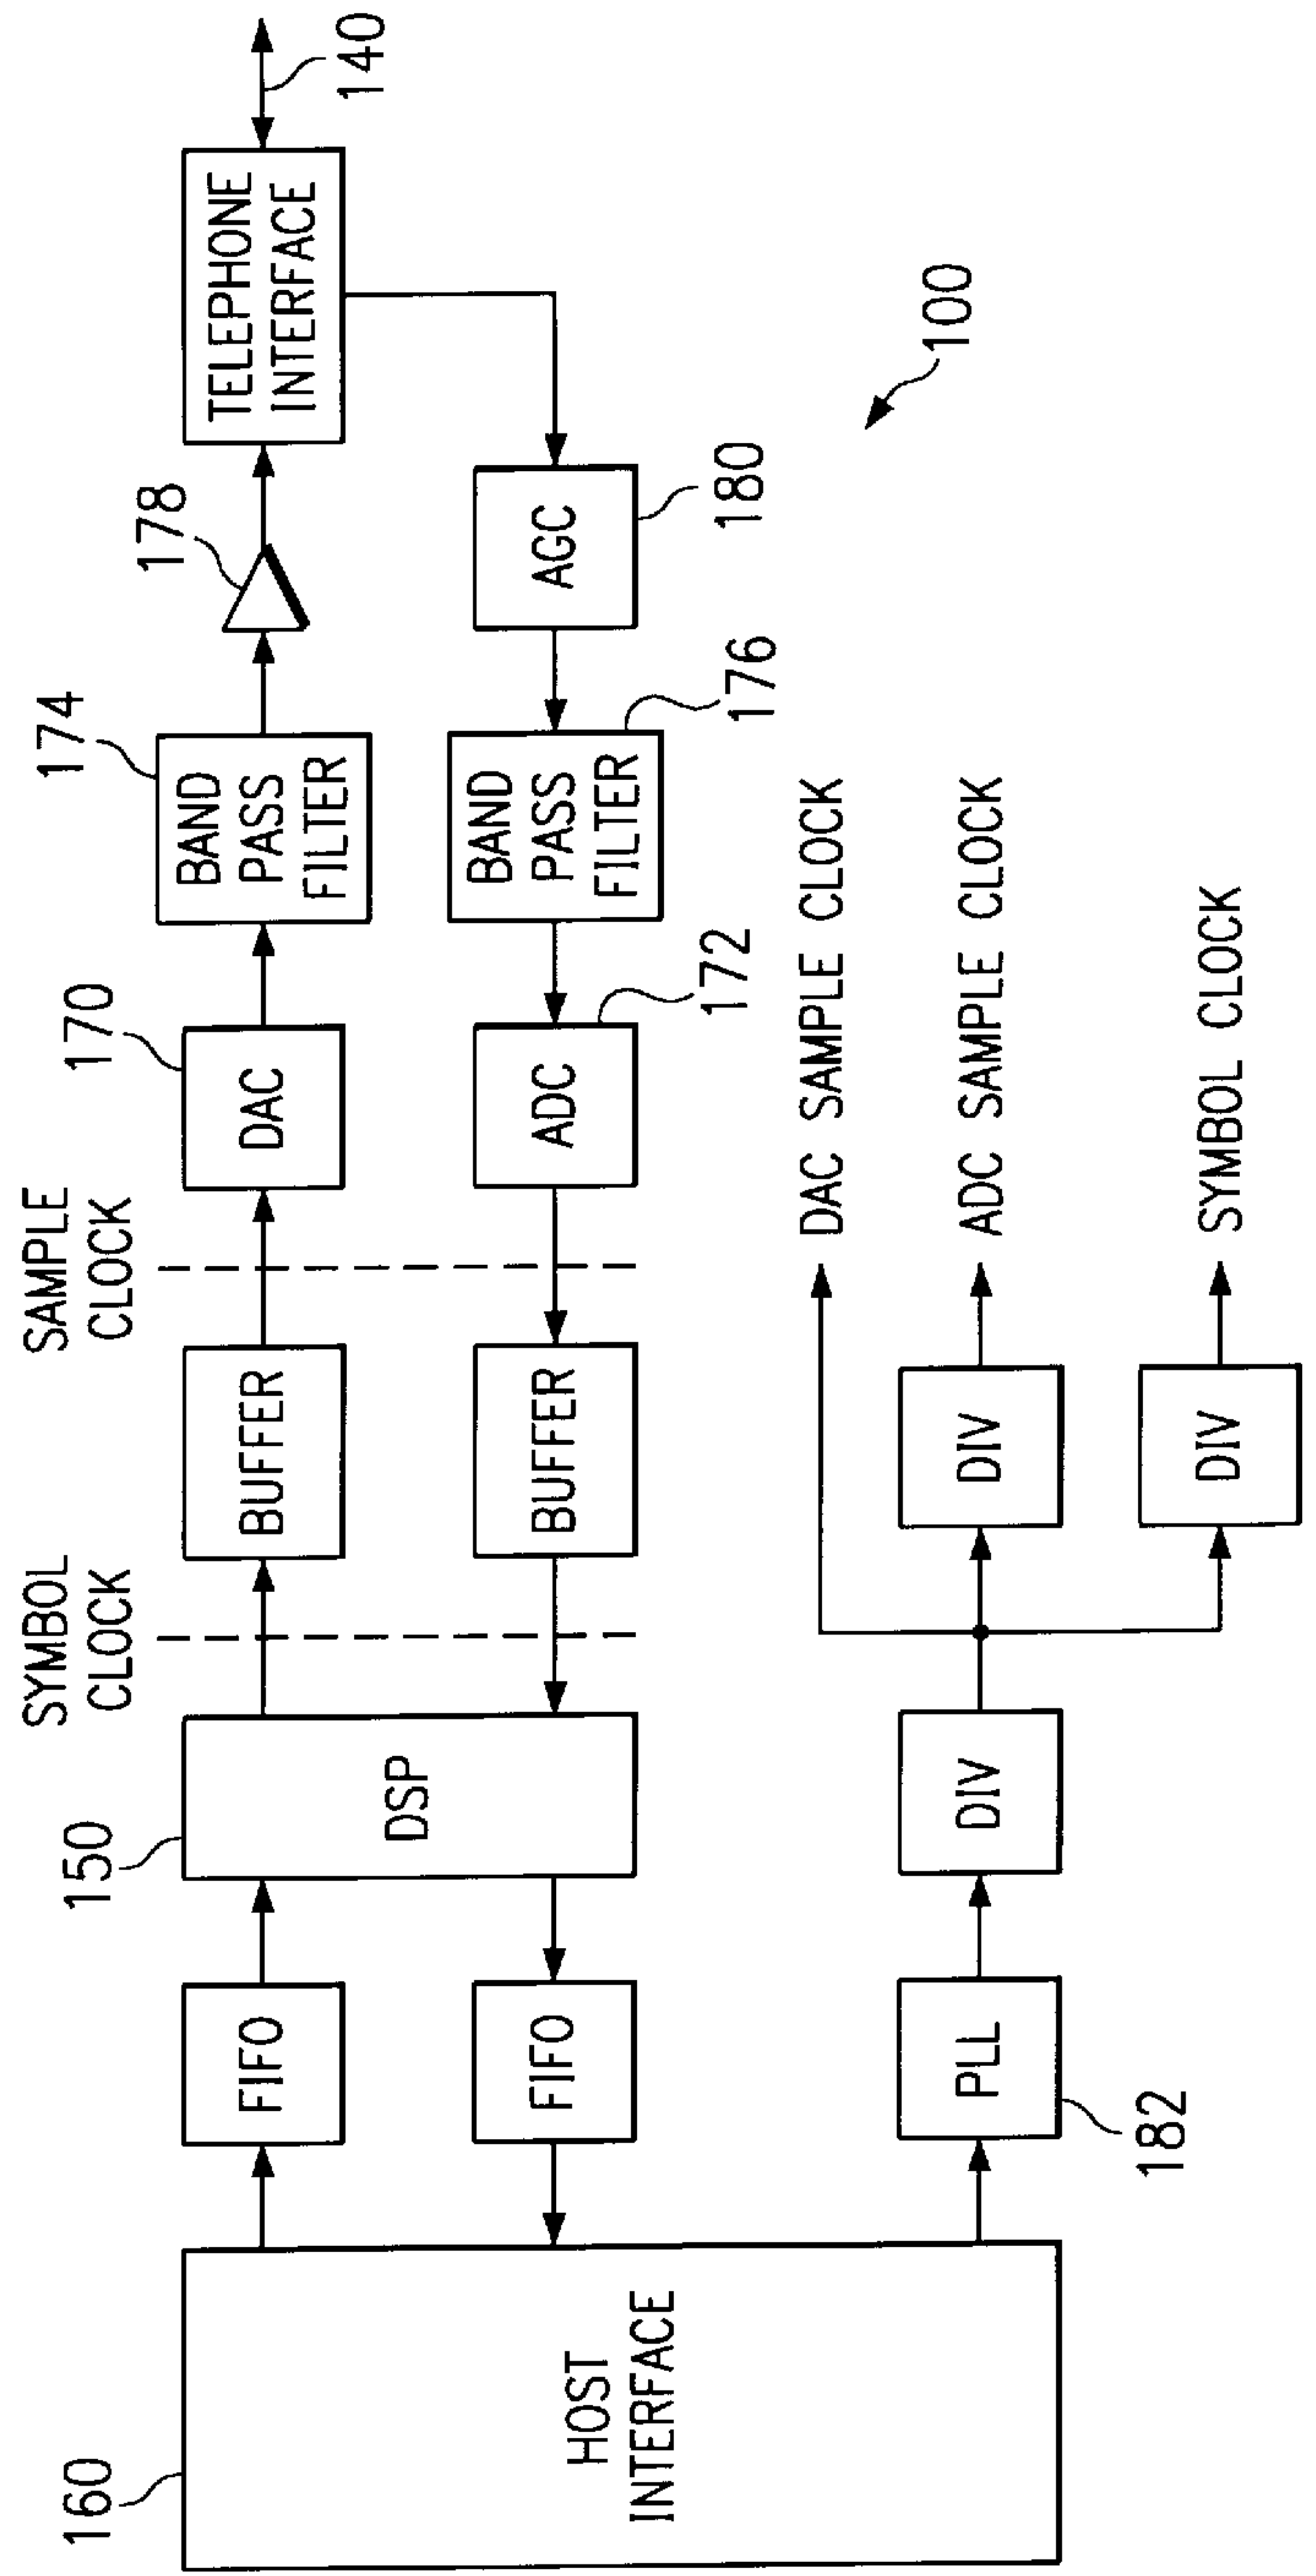 160
HOST
INTERFACE
FIFO
FIFO
150
DSP
SYMBOL
CLOCK
BUFFER
BUFFER
SAMPLE
CLOCK
170
DAC
ADC
172
174
BAND
PASS
FILTER
BAND
PASS
FILTER
176
178
AGC
180
TELEPHONE
INTERFACE
140
100
PLL
182
DIV
DIV
DIV
DAC SAMPLE CLOCK
ADC SAMPLE CLOCK
SYMBOL CLOCK